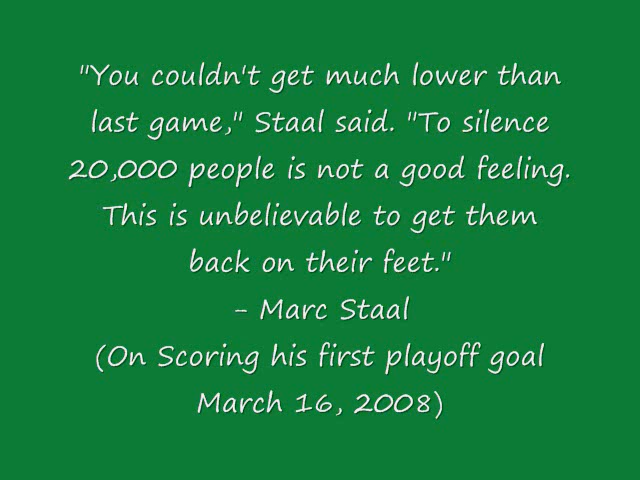 "You couldn't get much lower than
last game," Staal said. "To silence
20,000 people is not a good feeling.
This is unbelievable to get them
back on their feet."
- Marc Staal
(On Scoring his first playoff goal
March 16, 2008)